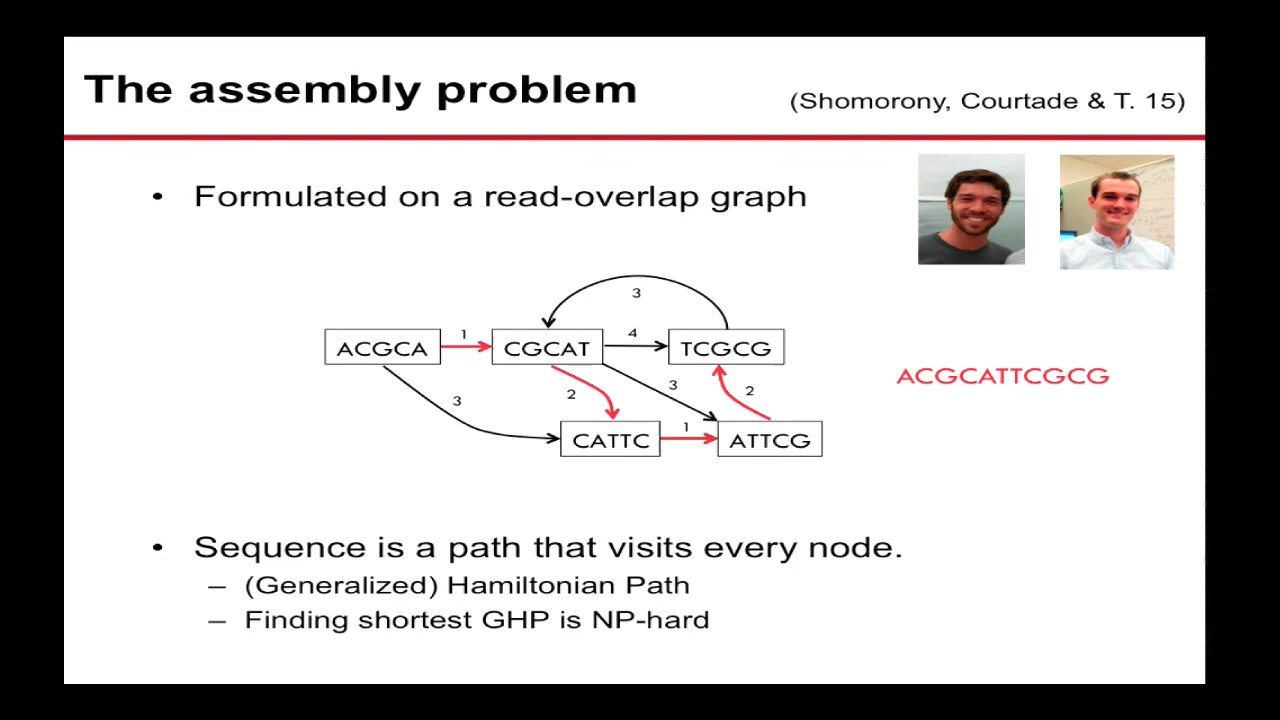 The assembly problem
(Shomorony, Courtade & T. 15)
• Formulated on a read-overlap graph
3
ACGCA
1
CGCAT
4
TCGCG
3
2
3
2
ACGCATTCGCG
CATTC
1
ATTCG
• Sequence is a path that visits every node.
– (Generalized) Hamiltonian Path
– Finding shortest GHP is NP-hard